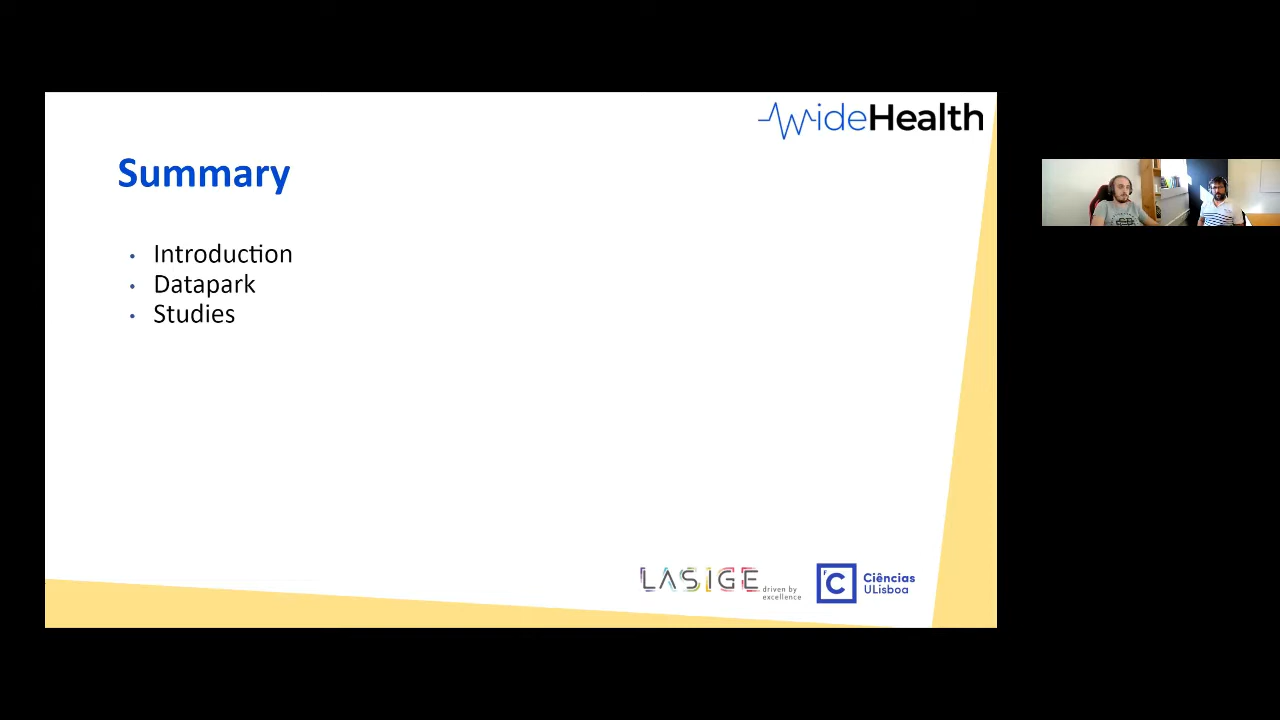 WideHealth
Summary
• Introduction
• Datapark
• Studies
LASIGE
driven by
excellence
F
C
Ciências
ULisboa